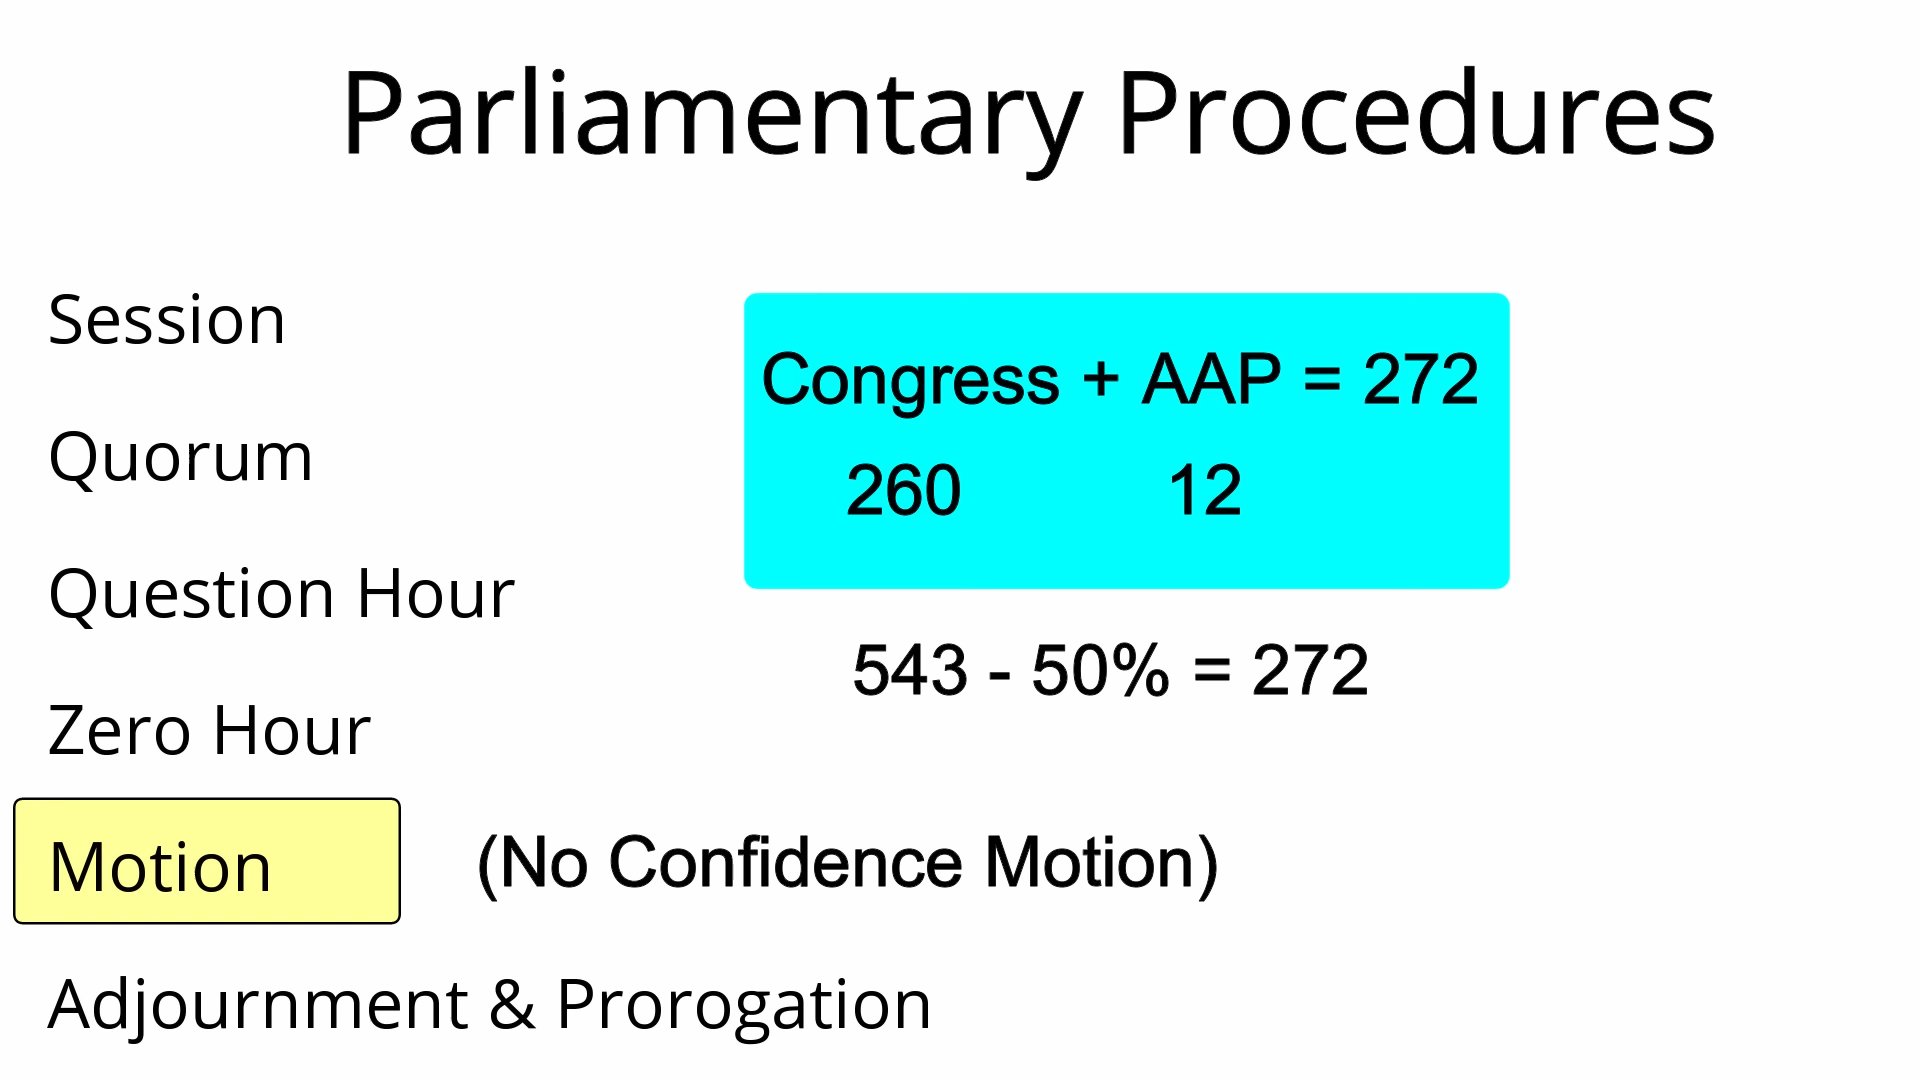 Parliamentary Procedures
Session
Quorum
Question Hour
Zero Hour
Motion
(No Confidence Motion)
Adjournment & Prorogation
Congress + AAP = 272
260 12
543 - 50% = 272